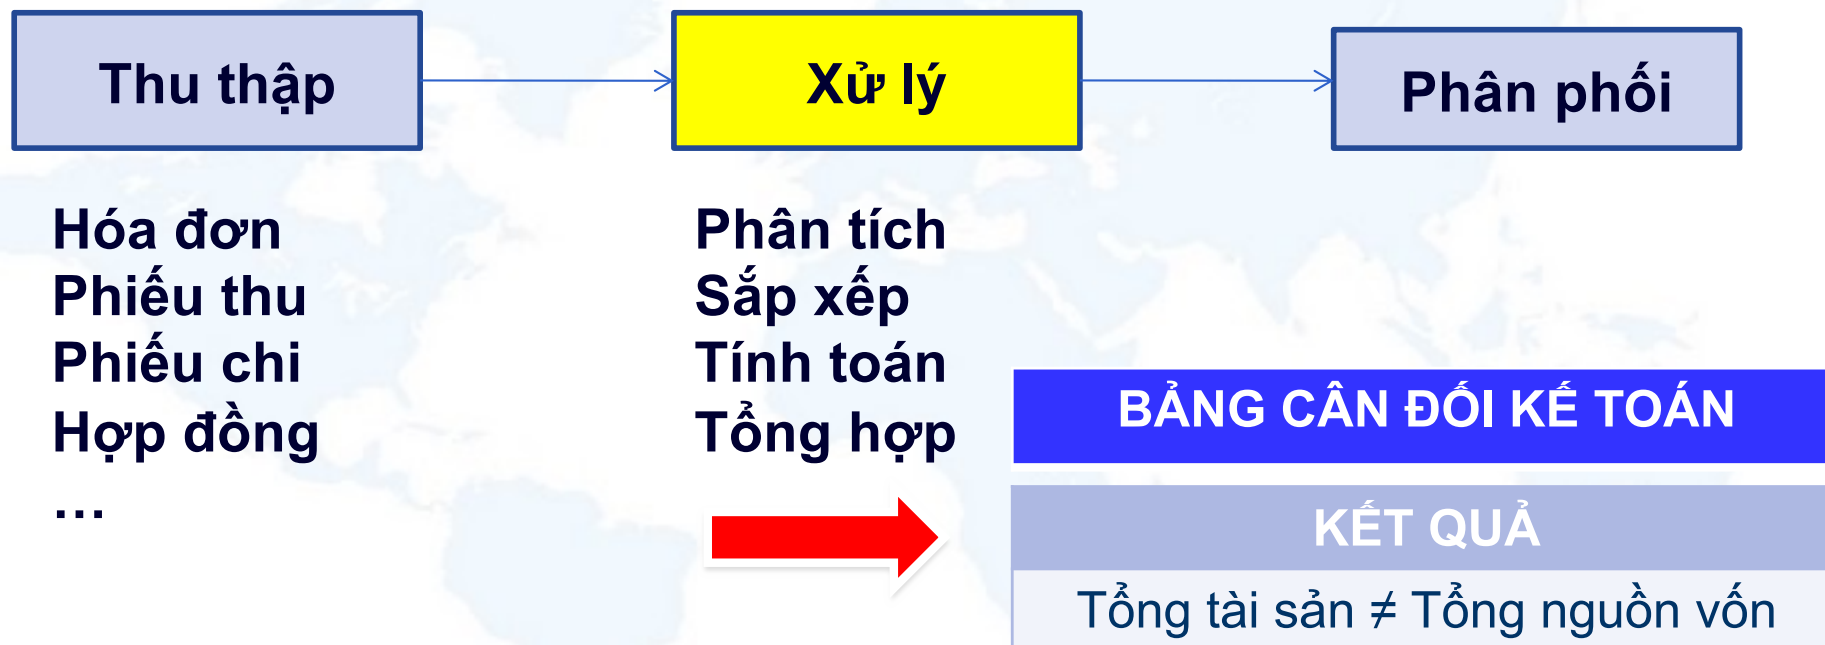 Thu thập
Xử lý
Phân phối
Hóa đơn
Phiếu thu
Phiếu chi
Hợp đồng
…
Phân tích
Sắp xếp
Tính toán
Tổng hợp
BẢNG CÂN ĐỐI KẾ TOÁN
KẾT QUẢ
Tổng tài sản ≠ Tổng nguồn vốn